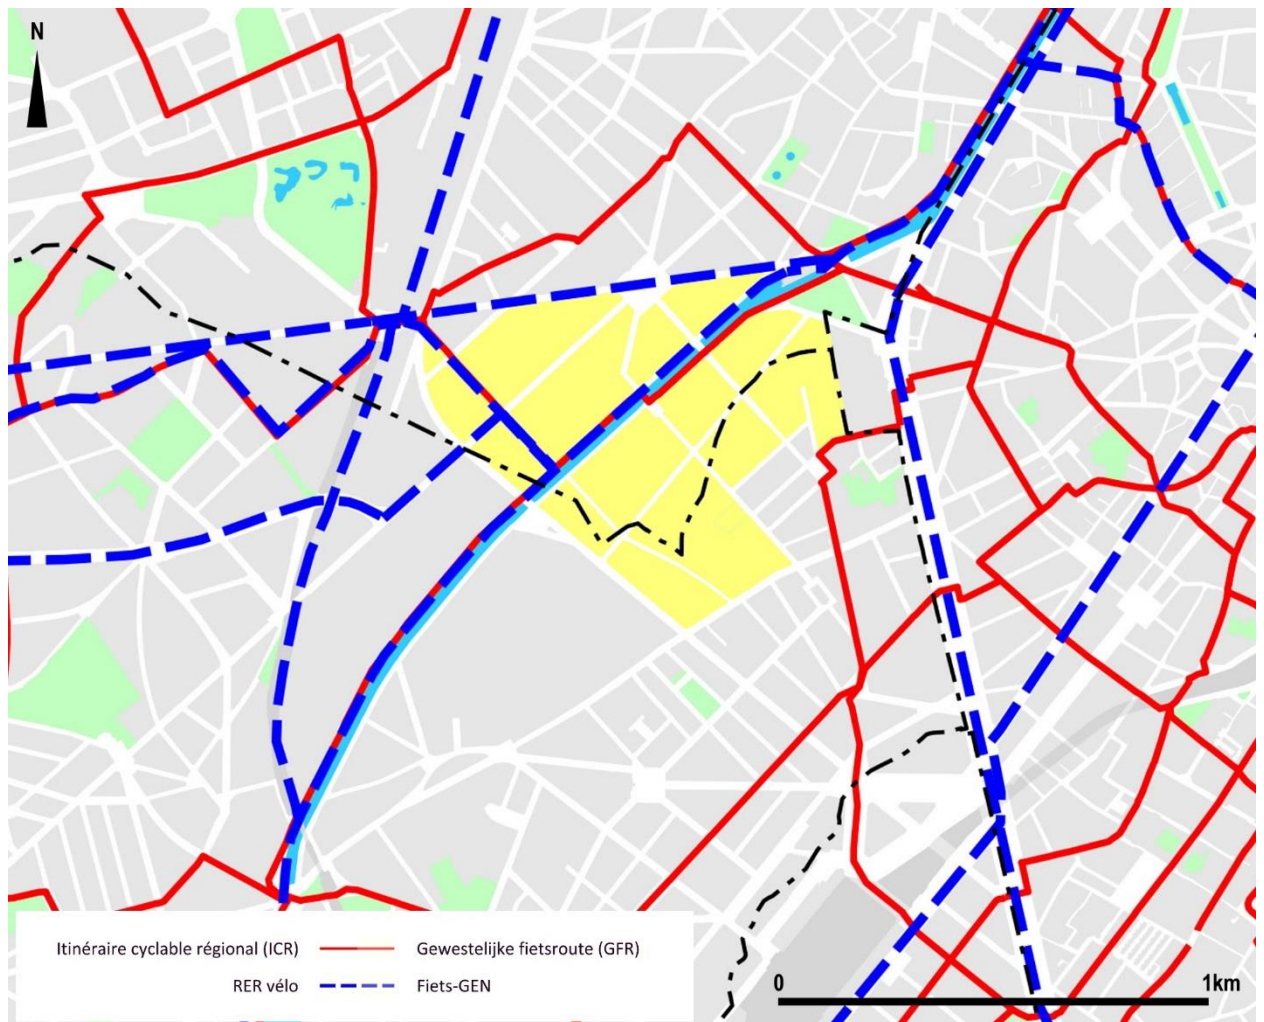 N
Itinéraire cyclable régional (ICR) Gewestelijke fietsroute (GFR)
RER vélo Fiets-GEN
0 1km